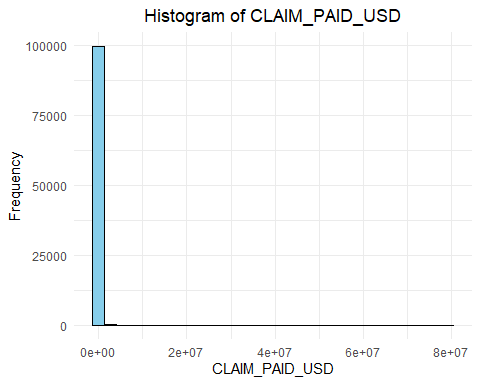 Histogram of CLAIM_PAID_USD
100000
75000
50000
25000
0
Frequency
0e+00 2e+07 4e+07 6e+07 8e+07
CLAIM_PAID_USD